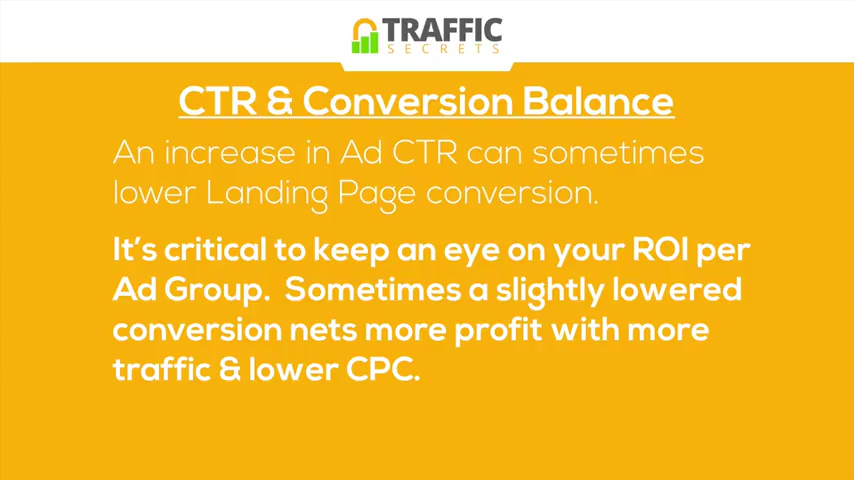 TRAFFIC
SECRETS
CTR & Conversion Balance
An increase in Ad CTR can sometimes
lower Landing Page conversion.
It's critical to keep an eye on your ROI per
Ad Group.  Sometimes a slightly lowered
conversion nets more profit with more
traffic & lower CPC.